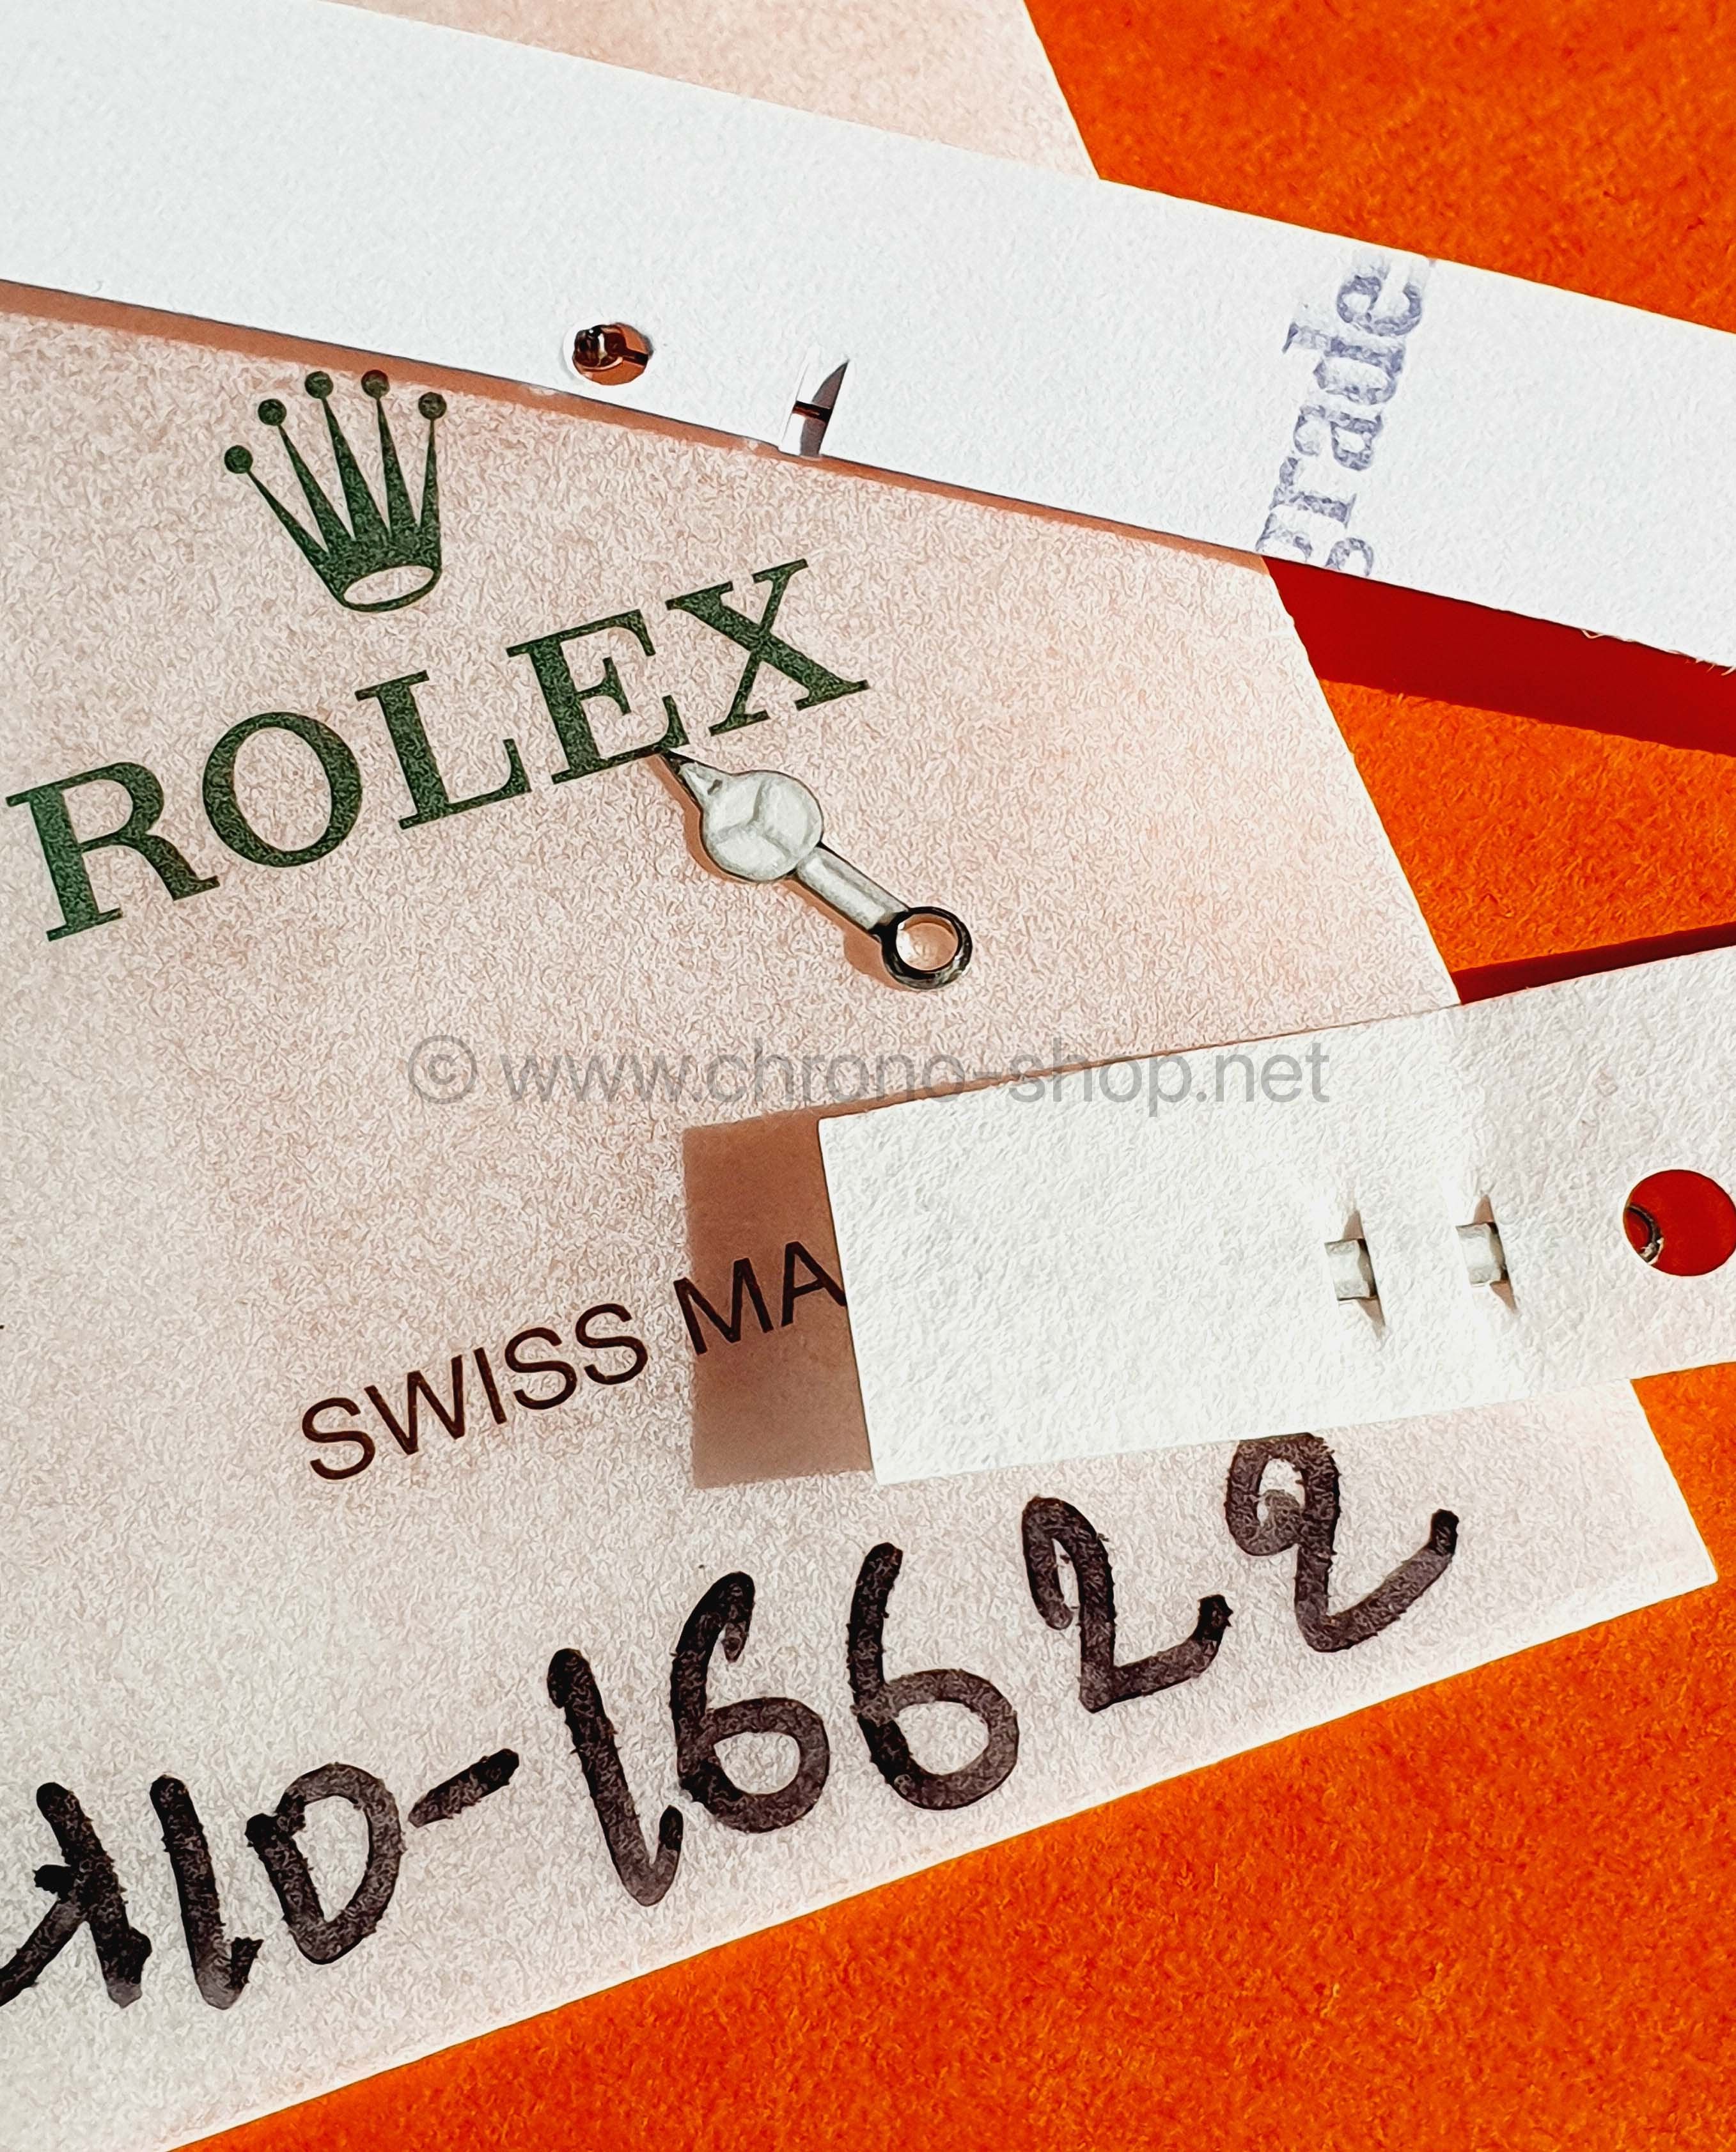 ROLEX
© www.chrono-shop.net
SWISS MA
410-16622